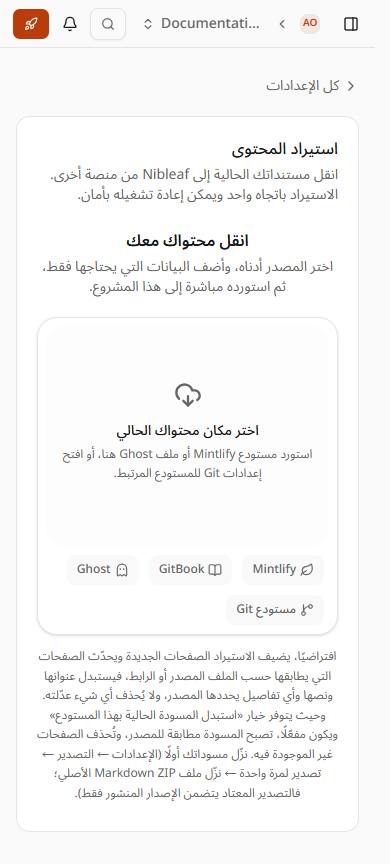 Documentati...
AO
كل الإعدادات
استيراد المحتوى
انقل مستنداتك الحالية إلى Nibleaf من منصة أخرى.
الاستيراد باتجاه واحد ويمكن إعادة تشغيله بأمان.
انقل محتواك معك
اختر المصدر أدناه، وأضف البيانات التي يحتاجها فقط،
ثم استورده مباشرة إلى هذا المشروع.
اختر مكان محتواك الحالي
استورد مستودع Mintlify أو ملف Ghost هنا، أو افتح
إعدادات Git للمستودع المرتبط.
Mintlify
GitBook
Ghost
مستودع Git
افتراضيًا، يضيف الاستيراد الصفحات الجديدة ويحدّث الصفحات
التي يطابقها حسب الملف المصدر أو الرابط، فيستبدل عنوانها
ونصها وأي تفاصيل يحددها المصدر، ولا يُحذف أي شيء عدّلته.
وحيث يتوفر خيار «استبدل المسودة الحالية بهذا المستودع»
ويكون مفعّلًا، تصبح المسودة مطابقة للمصدر، وتُحذف الصفحات
غير الموجودة فيه. نزّل مسوداتك أولًا (الإعدادات ← التصدير ←
تصدير لمرة واحدة ← نزّل ملف Markdown ZIP الأصلي؛
فالتصدير المعتاد يتضمن الإصدار المنشور فقط).